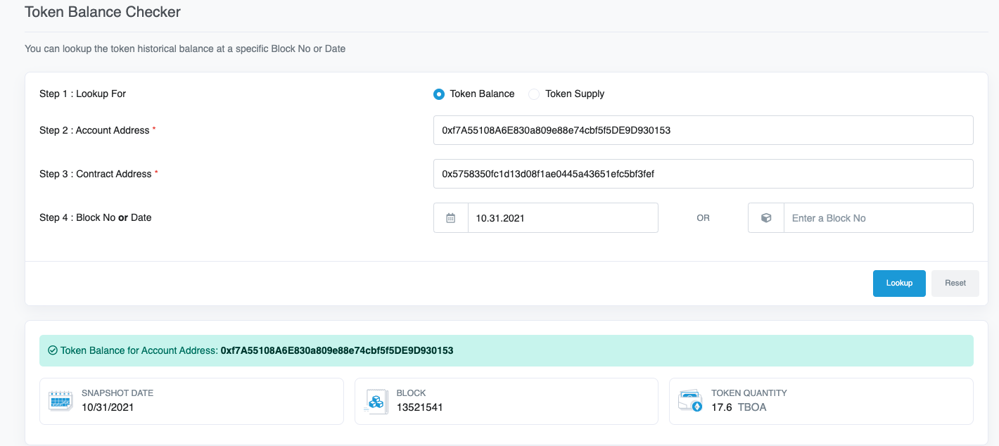 Token Balance Checker
You can lookup the token historical balance at a specific Block No or Date
Step 1 : Lookup For
Token Balance
Token Supply
Step 2 : Account Address *
0xf7A55108A6E830a809e88e74cbf5f5DE9D930153
Step 3 : Contract Address *
0x5758350fc1d13d08f1ae0445a43651efc5bf3fef
Step 4 : Block No or Date
10.31.2021
OR
Enter a Block No
Lookup
Reset
Token Balance for Account Address: 0xf7A55108A6E830a809e88e74cbf5f5DE9D930153
SNAPSHOT DATE
10/31/2021
BLOCK
13521541
TOKEN QUANTITY
17.6 TBOA